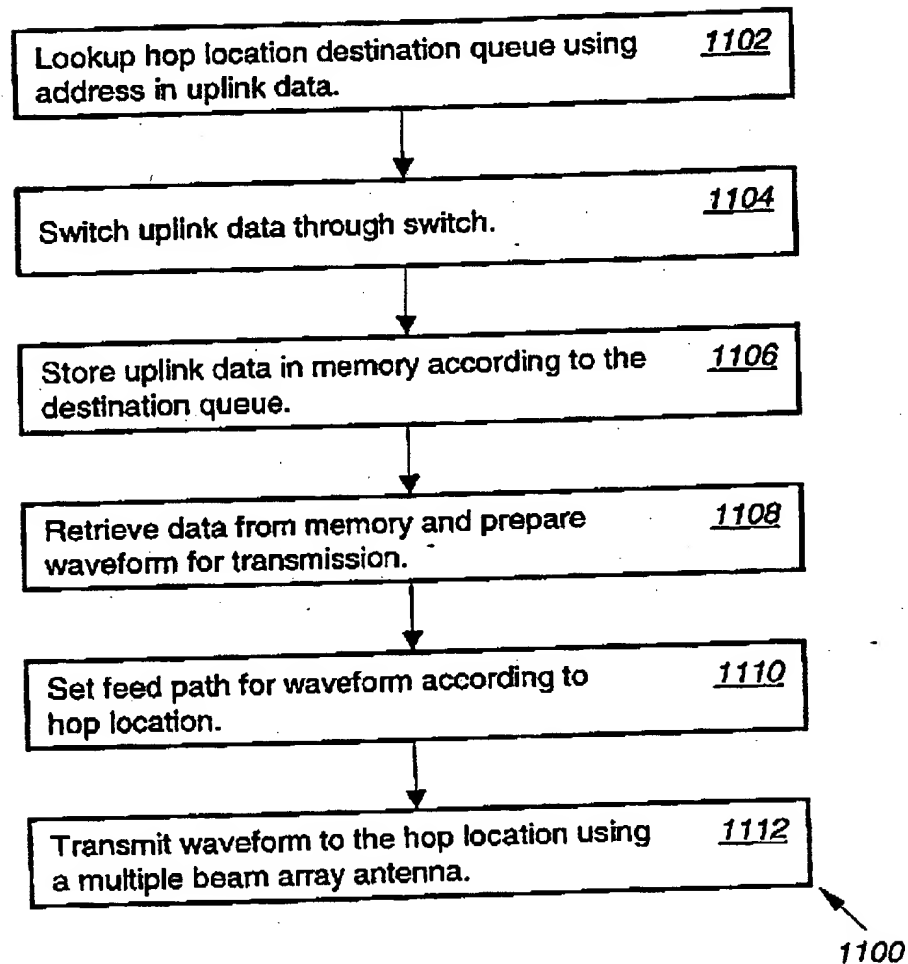 Lookup hop location destination queue using 1102
address in uplink data.
Switch uplink data through switch. 1104
Store uplink data in memory according to the 1106
destination queue.
Retrieve data from memory and prepare 1108
waveform for transmission.
Set feed path for waveform according to 1110
hop location.
Transmit waveform to the hop location using 1112
a multiple beam array antenna.
1100